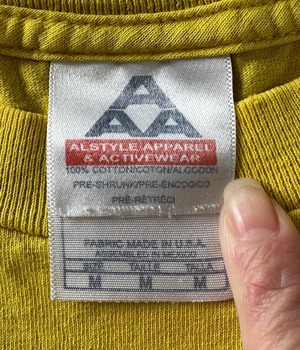 AAA
ALSTYLE APPAREL
& ACTIVEWEAR
100% COTTON/COTON/ALGODON
PRE-SHRUNK/PRE-ENCOGIDO
PRÉ-RÉTRÉCI
FABRIC MADE IN U.S.A.
ASSEMBLED IN MEXICO
SIZE TAILLE TALLA
M M M